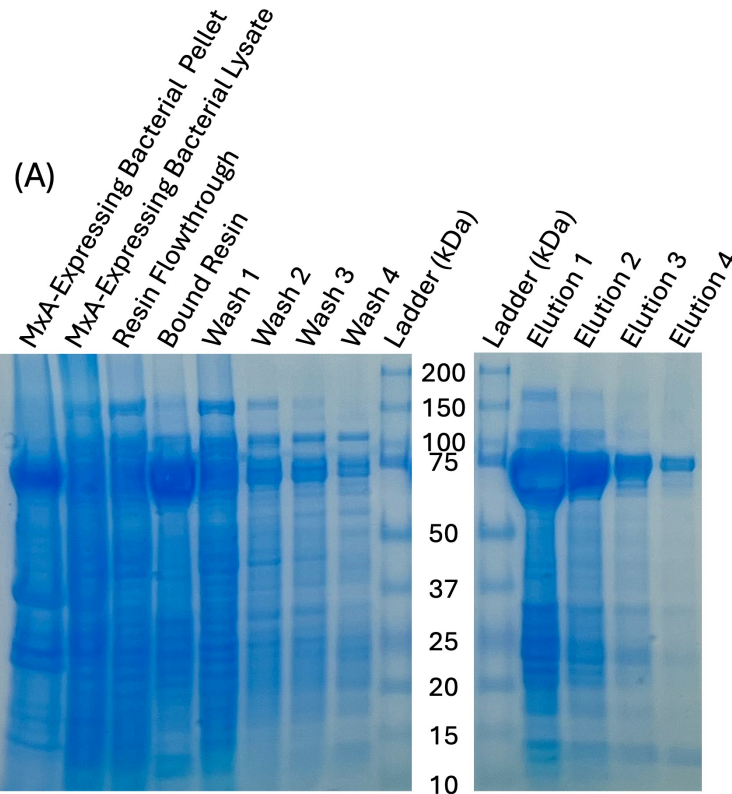 (A)
MxA-Expressing Bacterial Pellet
MxA-Expressing Bacterial Lysate
Resin Flowthrough
Bound Resin
Wash 1
Wash 2
Wash 3
Wash 4
Ladder (kDa)
Ladder (kDa)
Elution 1
Elution 2
Elution 3
Elution 4
200
150
100
75
50
37
25
20
15
10